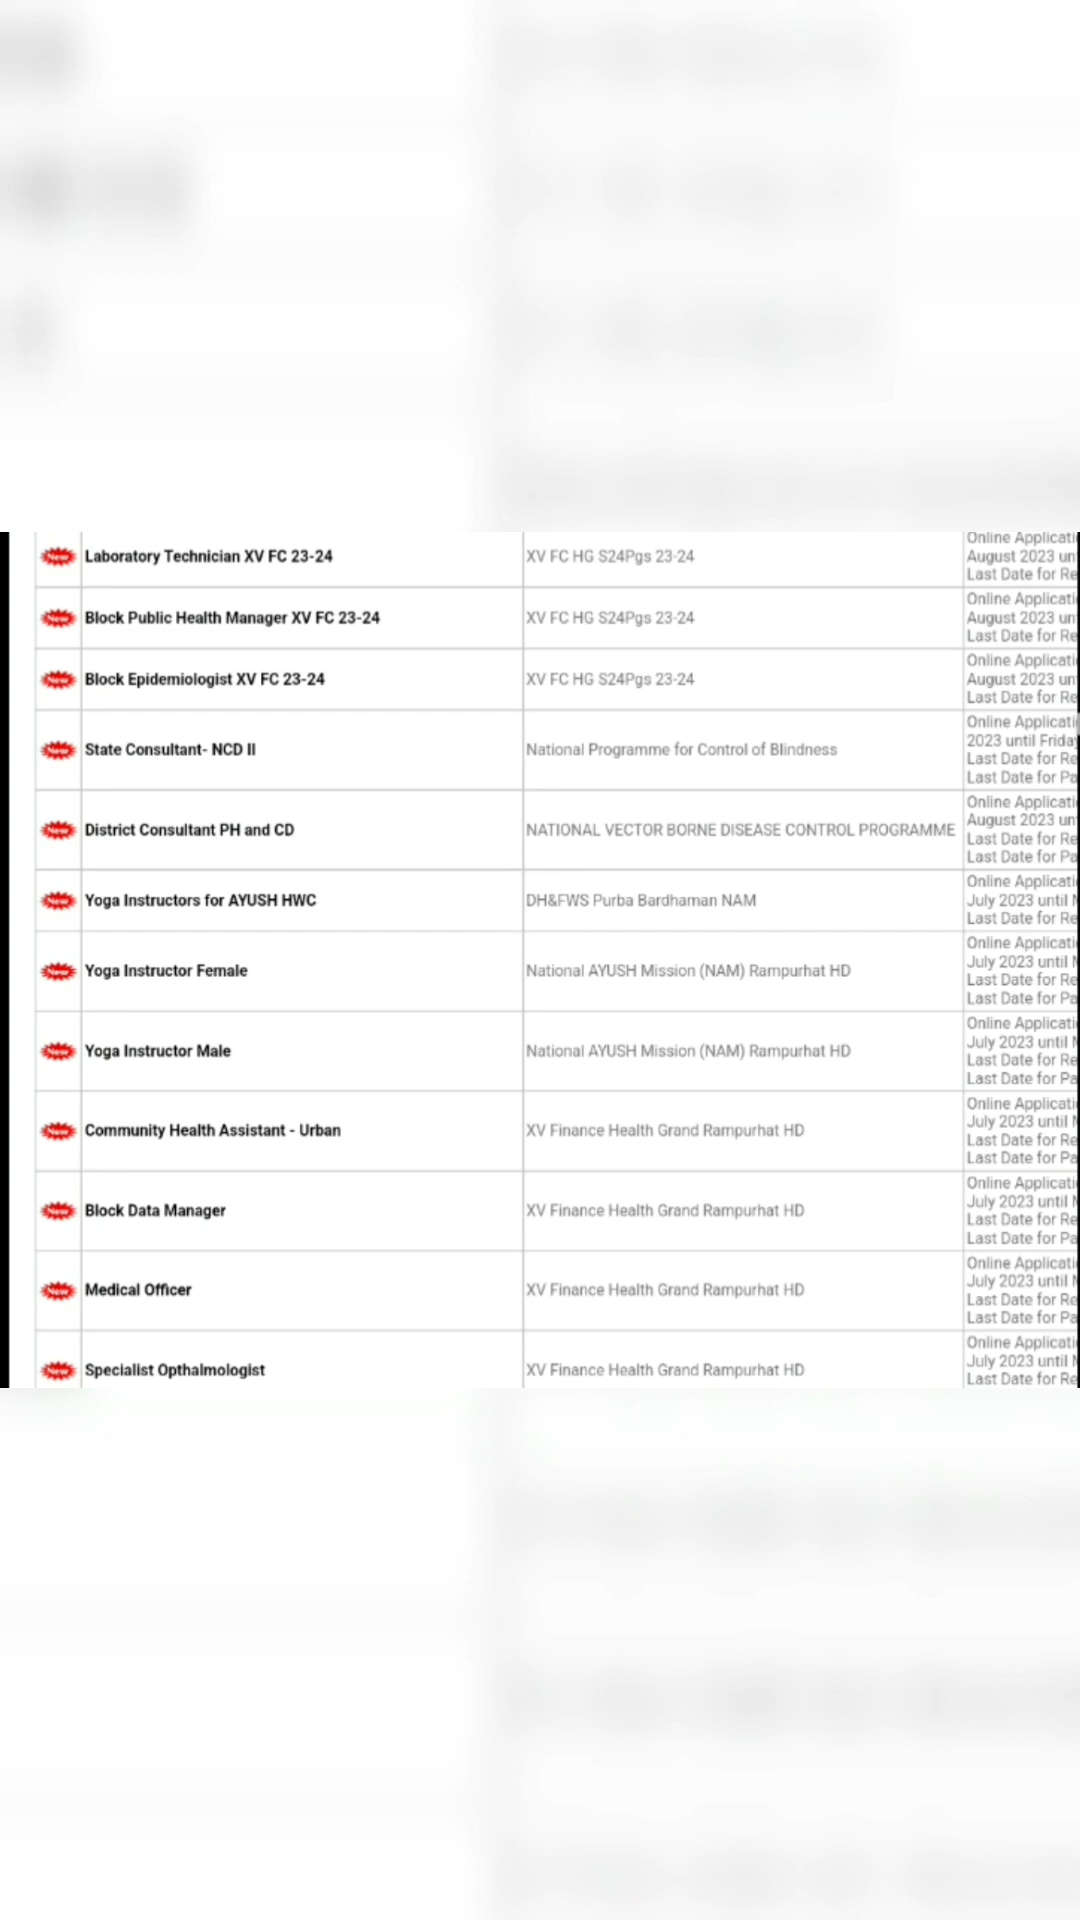 New Laboratory Technician XV FC 23-24 XV FC HG S24Pgs 23-24 Online Applicati
August 2023 un
Last Date for Re
New Block Public Health Manager XV FC 23-24 XV FC HG S24Pgs 23-24 Online Applicati
August 2023 un
Last Date for Re
New Block Epidemiologist XV FC 23-24 XV FC HG S24Pgs 23-24 Online Applicati
August 2023 un
Last Date for Re
New State Consultant- NCD II National Programme for Control of Blindness Online Applicati
2023 until Friday
Last Date for Re
Last Date for Pa
New District Consultant PH and CD NATIONAL VECTOR BORNE DISEASE CONTROL PROGRAMME Online Applicati
August 2023 un
Last Date for Re
Last Date for Pa
New Yoga Instructors for AYUSH HWC DH&FWS Purba Bardhaman NAM Online Applicati
July 2023 until M
Last Date for Re
New Yoga Instructor Female National AYUSH Mission (NAM) Rampurhat HD Online Applicati
July 2023 until M
Last Date for Re
Last Date for Pa
New Yoga Instructor Male National AYUSH Mission (NAM) Rampurhat HD Online Applicati
July 2023 until M
Last Date for Re
Last Date for Pa
New Community Health Assistant - Urban XV Finance Health Grand Rampurhat HD Online Applicati
July 2023 until M
Last Date for Re
Last Date for Pa
New Block Data Manager XV Finance Health Grand Rampurhat HD Online Applicati
July 2023 until M
Last Date for Re
Last Date for Pa
New Medical Officer XV Finance Health Grand Rampurhat HD Online Applicati
July 2023 until M
Last Date for Re
Last Date for Pa
New Specialist Opthalmologist XV Finance Health Grand Rampurhat HD Online Applicati
July 2023 until M
Last Date for Re